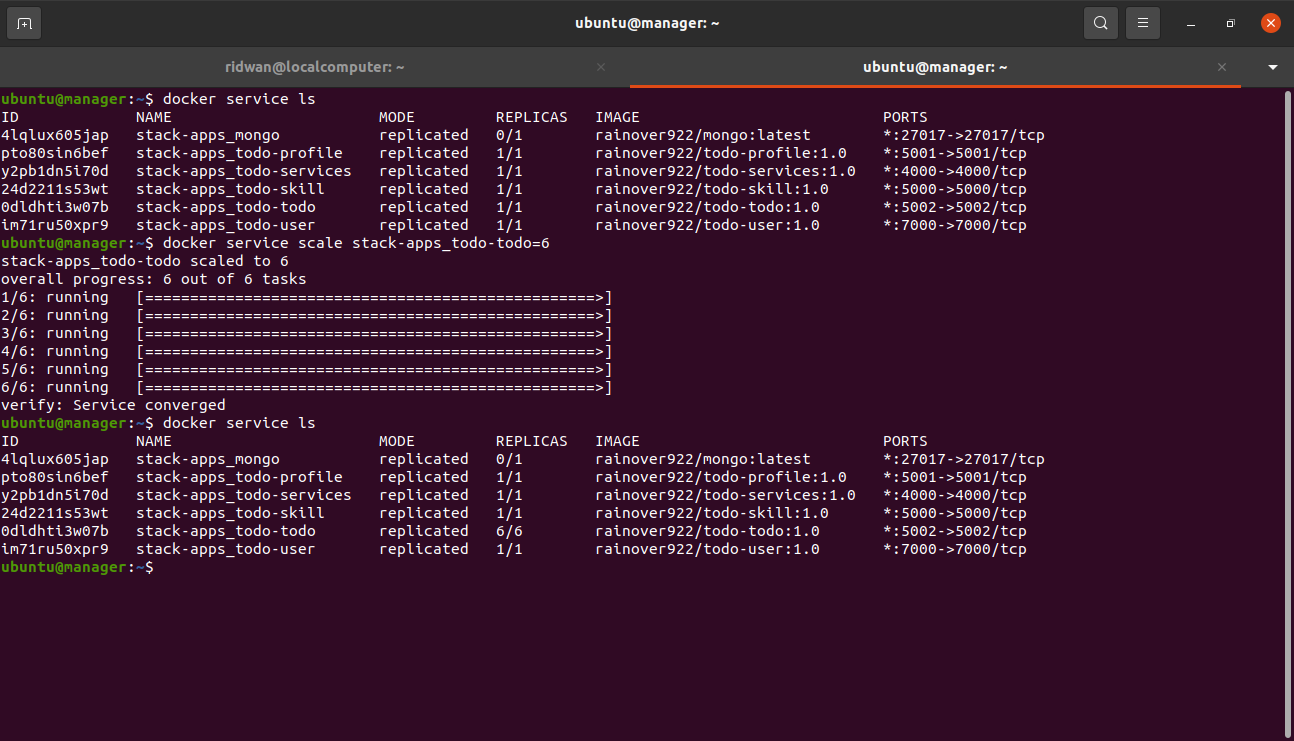 ubuntu@manager: ~
ridwan@localcomputer: ~
ubuntu@manager: ~
ubuntu@manager:~$ docker service ls
ID             NAME                       MODE         REPLICAS   IMAGE                           PORTS
4lqlux605jap   stack-apps_mongo           replicated   0/1        rainover922/mongo:latest        *:27017->27017/tcp
pto80sin6bef   stack-apps_todo-profile    replicated   1/1        rainover922/todo-profile:1.0    *:5001->5001/tcp
y2pb1dn5i70d   stack-apps_todo-services   replicated   1/1        rainover922/todo-services:1.0   *:4000->4000/tcp
24d2211s53wt   stack-apps_todo-skill      replicated   1/1        rainover922/todo-skill:1.0      *:5000->5000/tcp
0dldhti3w07b   stack-apps_todo-todo       replicated   1/1        rainover922/todo-todo:1.0       *:5002->5002/tcp
im71ru50xpr9   stack-apps_todo-user       replicated   1/1        rainover922/todo-user:1.0       *:7000->7000/tcp
ubuntu@manager:~$ docker service scale stack-apps_todo-todo=6
stack-apps_todo-todo scaled to 6
overall progress: 6 out of 6 tasks
1/6: running   [==================================================>]
2/6: running   [==================================================>]
3/6: running   [==================================================>]
4/6: running   [==================================================>]
5/6: running   [==================================================>]
6/6: running   [==================================================>]
verify: Service converged
ubuntu@manager:~$ docker service ls
ID             NAME                       MODE         REPLICAS   IMAGE                           PORTS
4lqlux605jap   stack-apps_mongo           replicated   0/1        rainover922/mongo:latest        *:27017->27017/tcp
pto80sin6bef   stack-apps_todo-profile    replicated   1/1        rainover922/todo-profile:1.0    *:5001->5001/tcp
y2pb1dn5i70d   stack-apps_todo-services   replicated   1/1        rainover922/todo-services:1.0   *:4000->4000/tcp
24d2211s53wt   stack-apps_todo-skill      replicated   1/1        rainover922/todo-skill:1.0      *:5000->5000/tcp
0dldhti3w07b   stack-apps_todo-todo       replicated   6/6        rainover922/todo-todo:1.0       *:5002->5002/tcp
im71ru50xpr9   stack-apps_todo-user       replicated   1/1        rainover922/todo-user:1.0       *:7000->7000/tcp
ubuntu@manager:~$